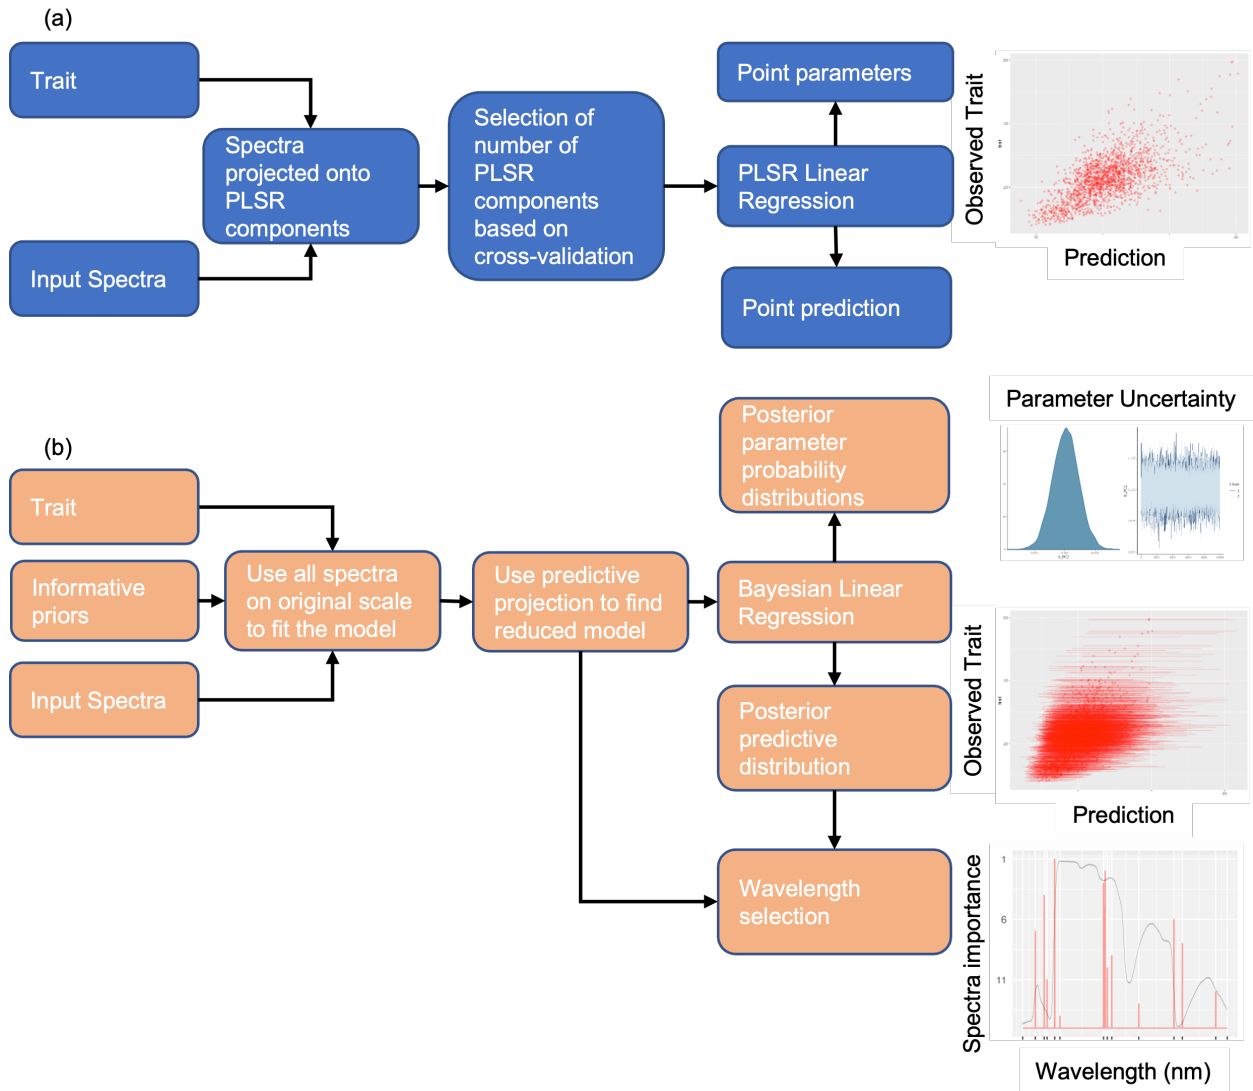 (a)
Trait
Input Spectra
Spectra
projected onto
PLSR
components
Selection of
number of
PLSR
components
based on
cross-validation
Point parameters
PLSR Linear
Regression
Point prediction
Observed Trait
Prediction
(b)
Trait
Informative
priors
Input Spectra
Use all spectra
on original scale
to fit the model
Use predictive
projection to find
reduced model
Posterior
parameter
probability
distributions
Bayesian Linear
Regression
Posterior
predictive
distribution
Wavelength
selection
Parameter Uncertainty
Observed Trait
Prediction
Spectra importance
1
6
11
Wavelength (nm)